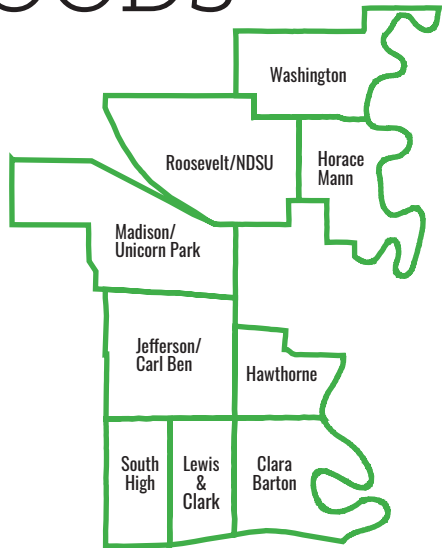 Washington
Roosevelt/NDSU
Horace
Mann
Madison/
Unicorn Park
Jefferson/
Carl Ben
Hawthorne
South
High
Lewis
&
Clark
Clara
Barton